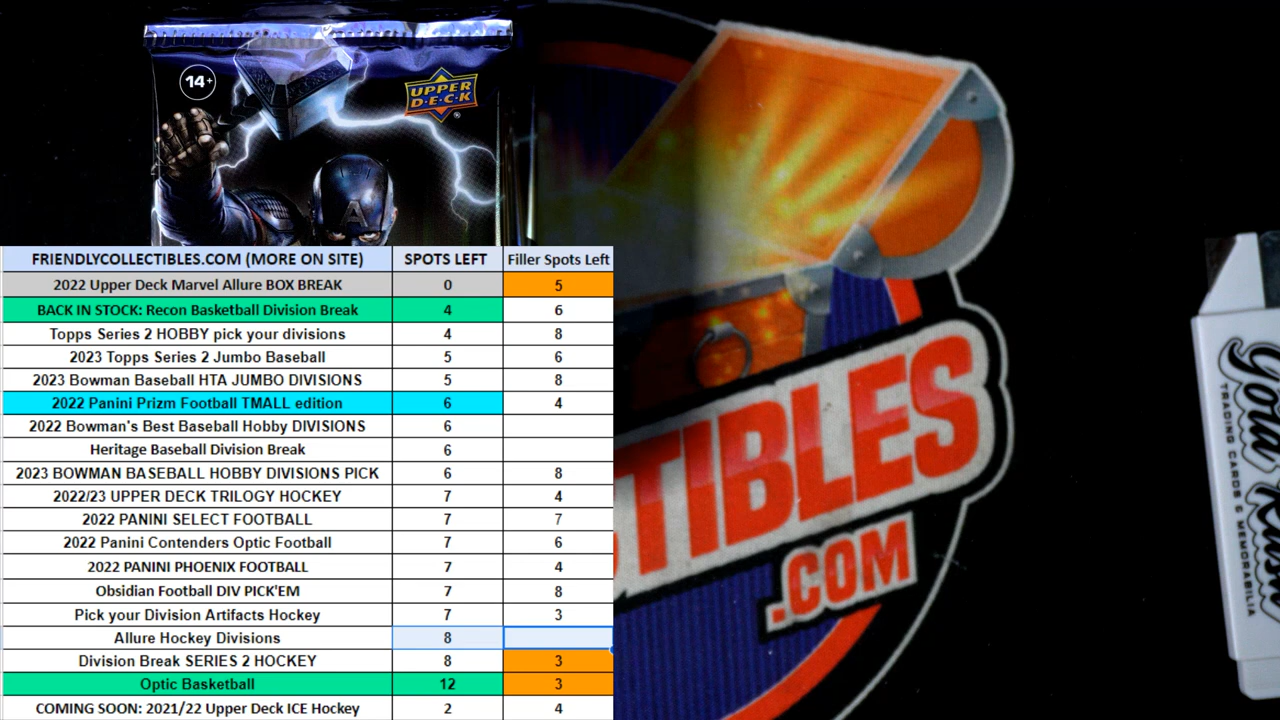 14+
UPPER
D·E·C·K
A
FRIENDLYCOLLECTIBLES.COM (MORE ON SITE) SPOTS LEFT Filler Spots Left
2022 Upper Deck Marvel Allure BOX BREAK 0 5
BACK IN STOCK: Recon Basketball Division Break 4 6
Topps Series 2 HOBBY pick your divisions 4 8
2023 Topps Series 2 Jumbo Baseball 5 6
2023 Bowman Baseball HTA JUMBO DIVISIONS 5 8
2022 Panini Prizm Football TMALL edition 6 4
2022 Bowman's Best Baseball Hobby DIVISIONS 6
Heritage Baseball Division Break 6
2023 BOWMAN BASEBALL HOBBY DIVISIONS PICK 6 8
2022/23 UPPER DECK TRILOGY HOCKEY 7 4
2022 PANINI SELECT FOOTBALL 7 7
2022 Panini Contenders Optic Football 7 6
2022 PANINI PHOENIX FOOTBALL 7 4
Obsidian Football DIV PICK'EM 7 8
Pick your Division Artifacts Hockey 7 3
Allure Hockey Divisions 8
Division Break SERIES 2 HOCKEY 8 3
Optic Basketball 12 3
COMING SOON: 2021/22 Upper Deck ICE Hockey 2 4
TIBLES
.COM
TRADING CARDS & MEMORABILIA